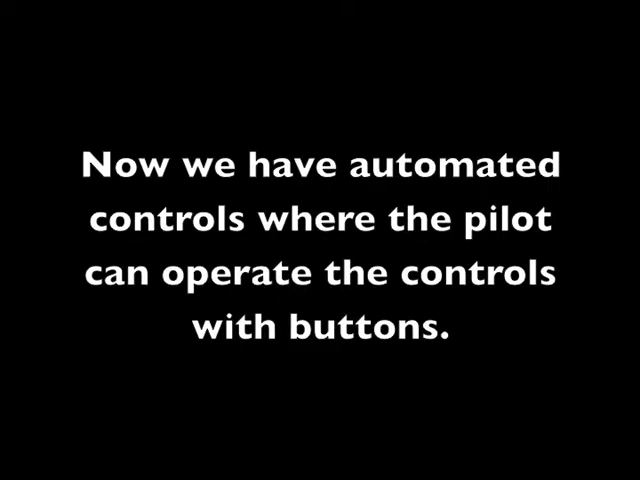 Now we have automated
controls where the pilot
can operate the controls
with buttons.